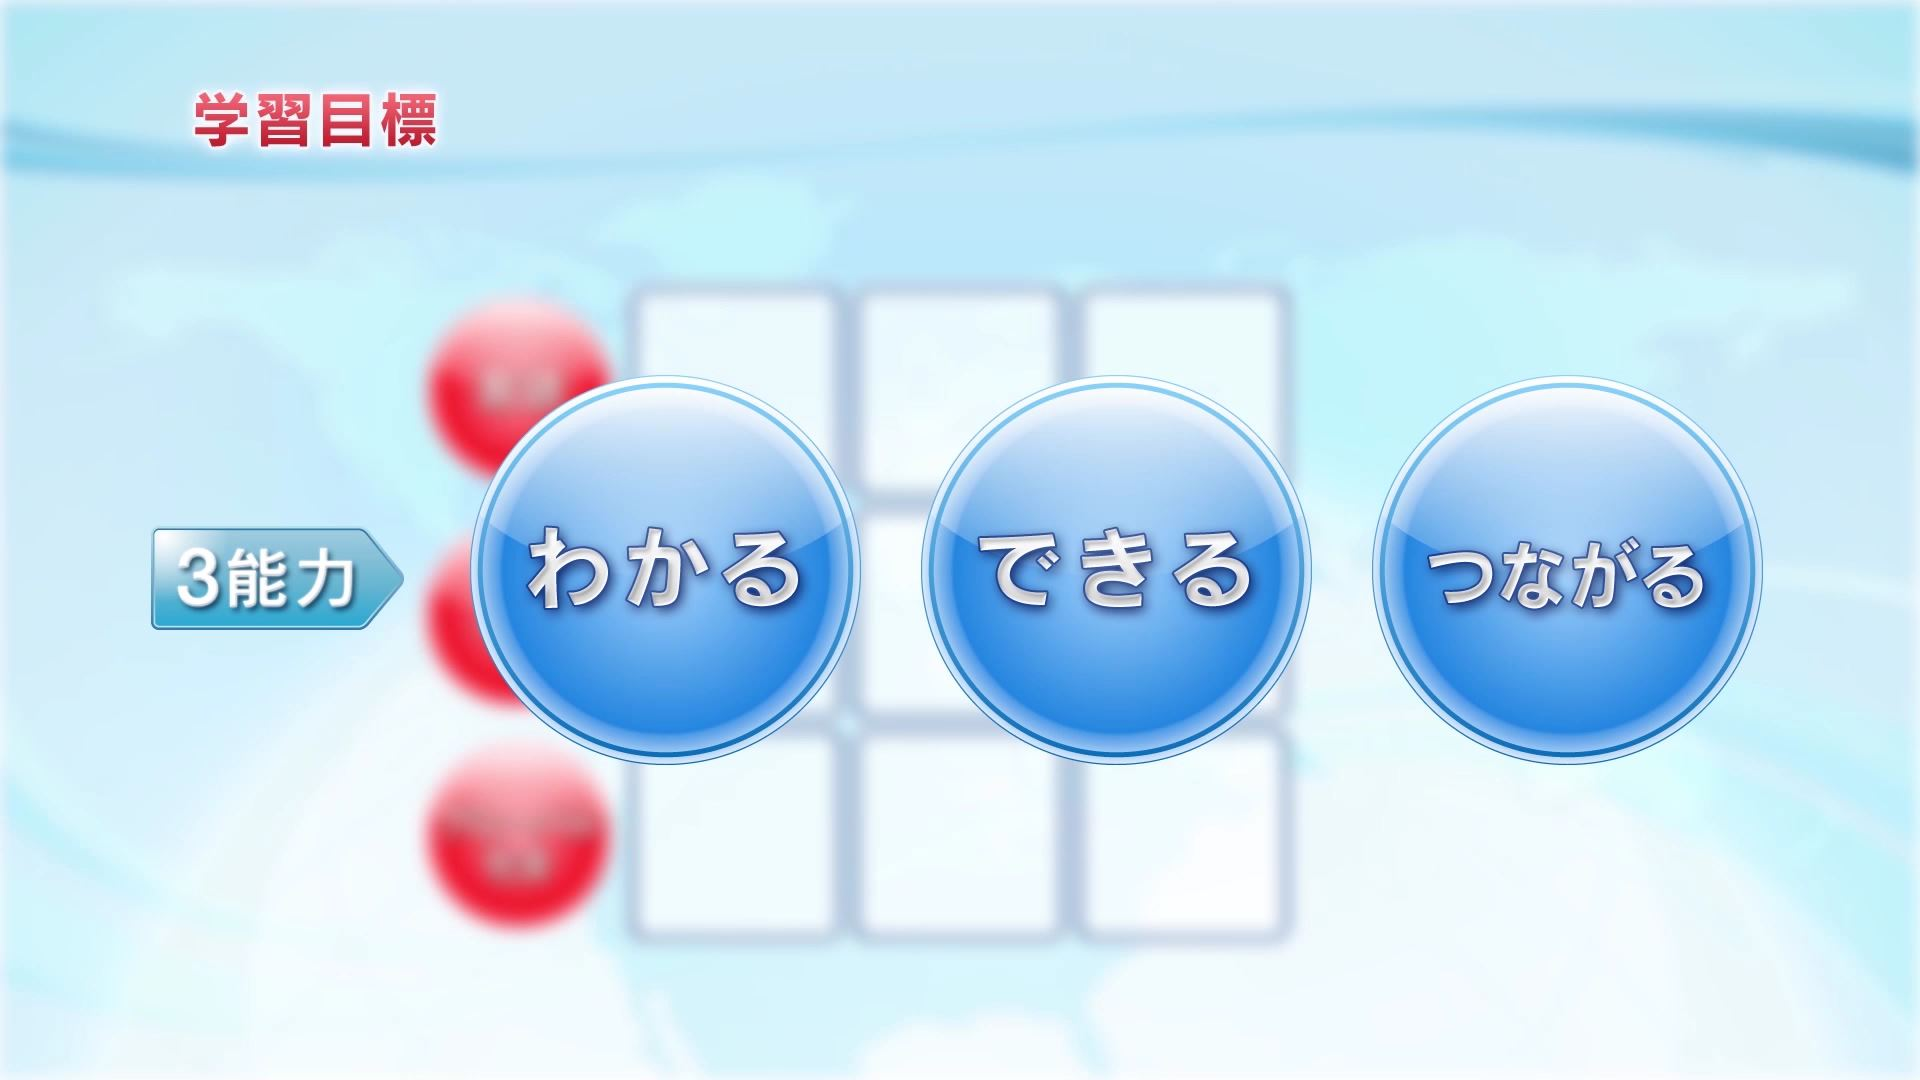 学習目標
3能力
わかる
できる
つながる